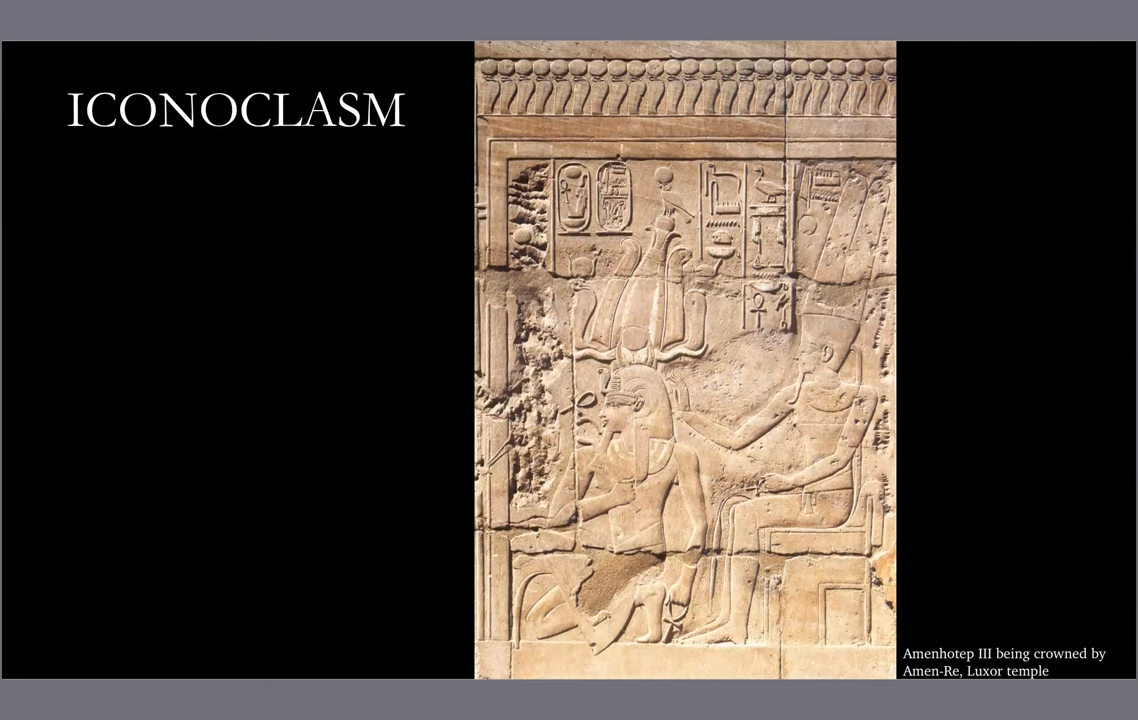 ICONOCLASM
Amenhotep III being crowned by
Amen-Re, Luxor temple